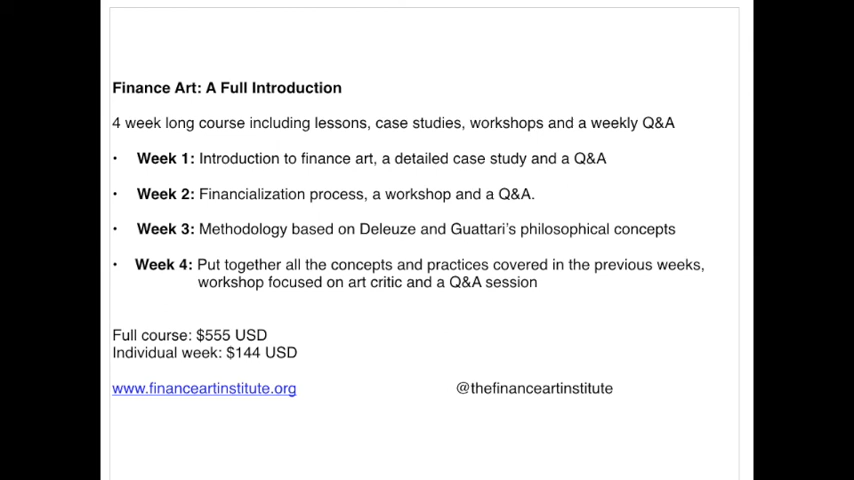 Finance Art: A Full Introduction
4 week long course including lessons, case studies, workshops and a weekly Q&A
• Week 1: Introduction to finance art, a detailed case study and a Q&A
• Week 2: Financialization process, a workshop and a Q&A.
• Week 3: Methodology based on Deleuze and Guattari's philosophical concepts
• Week 4: Put together all the concepts and practices covered in the previous weeks,
workshop focused on art critic and a Q&A session
Full course: $555 USD
Individual week: $144 USD
www.financeartinstitute.org @thefinanceartinstitute